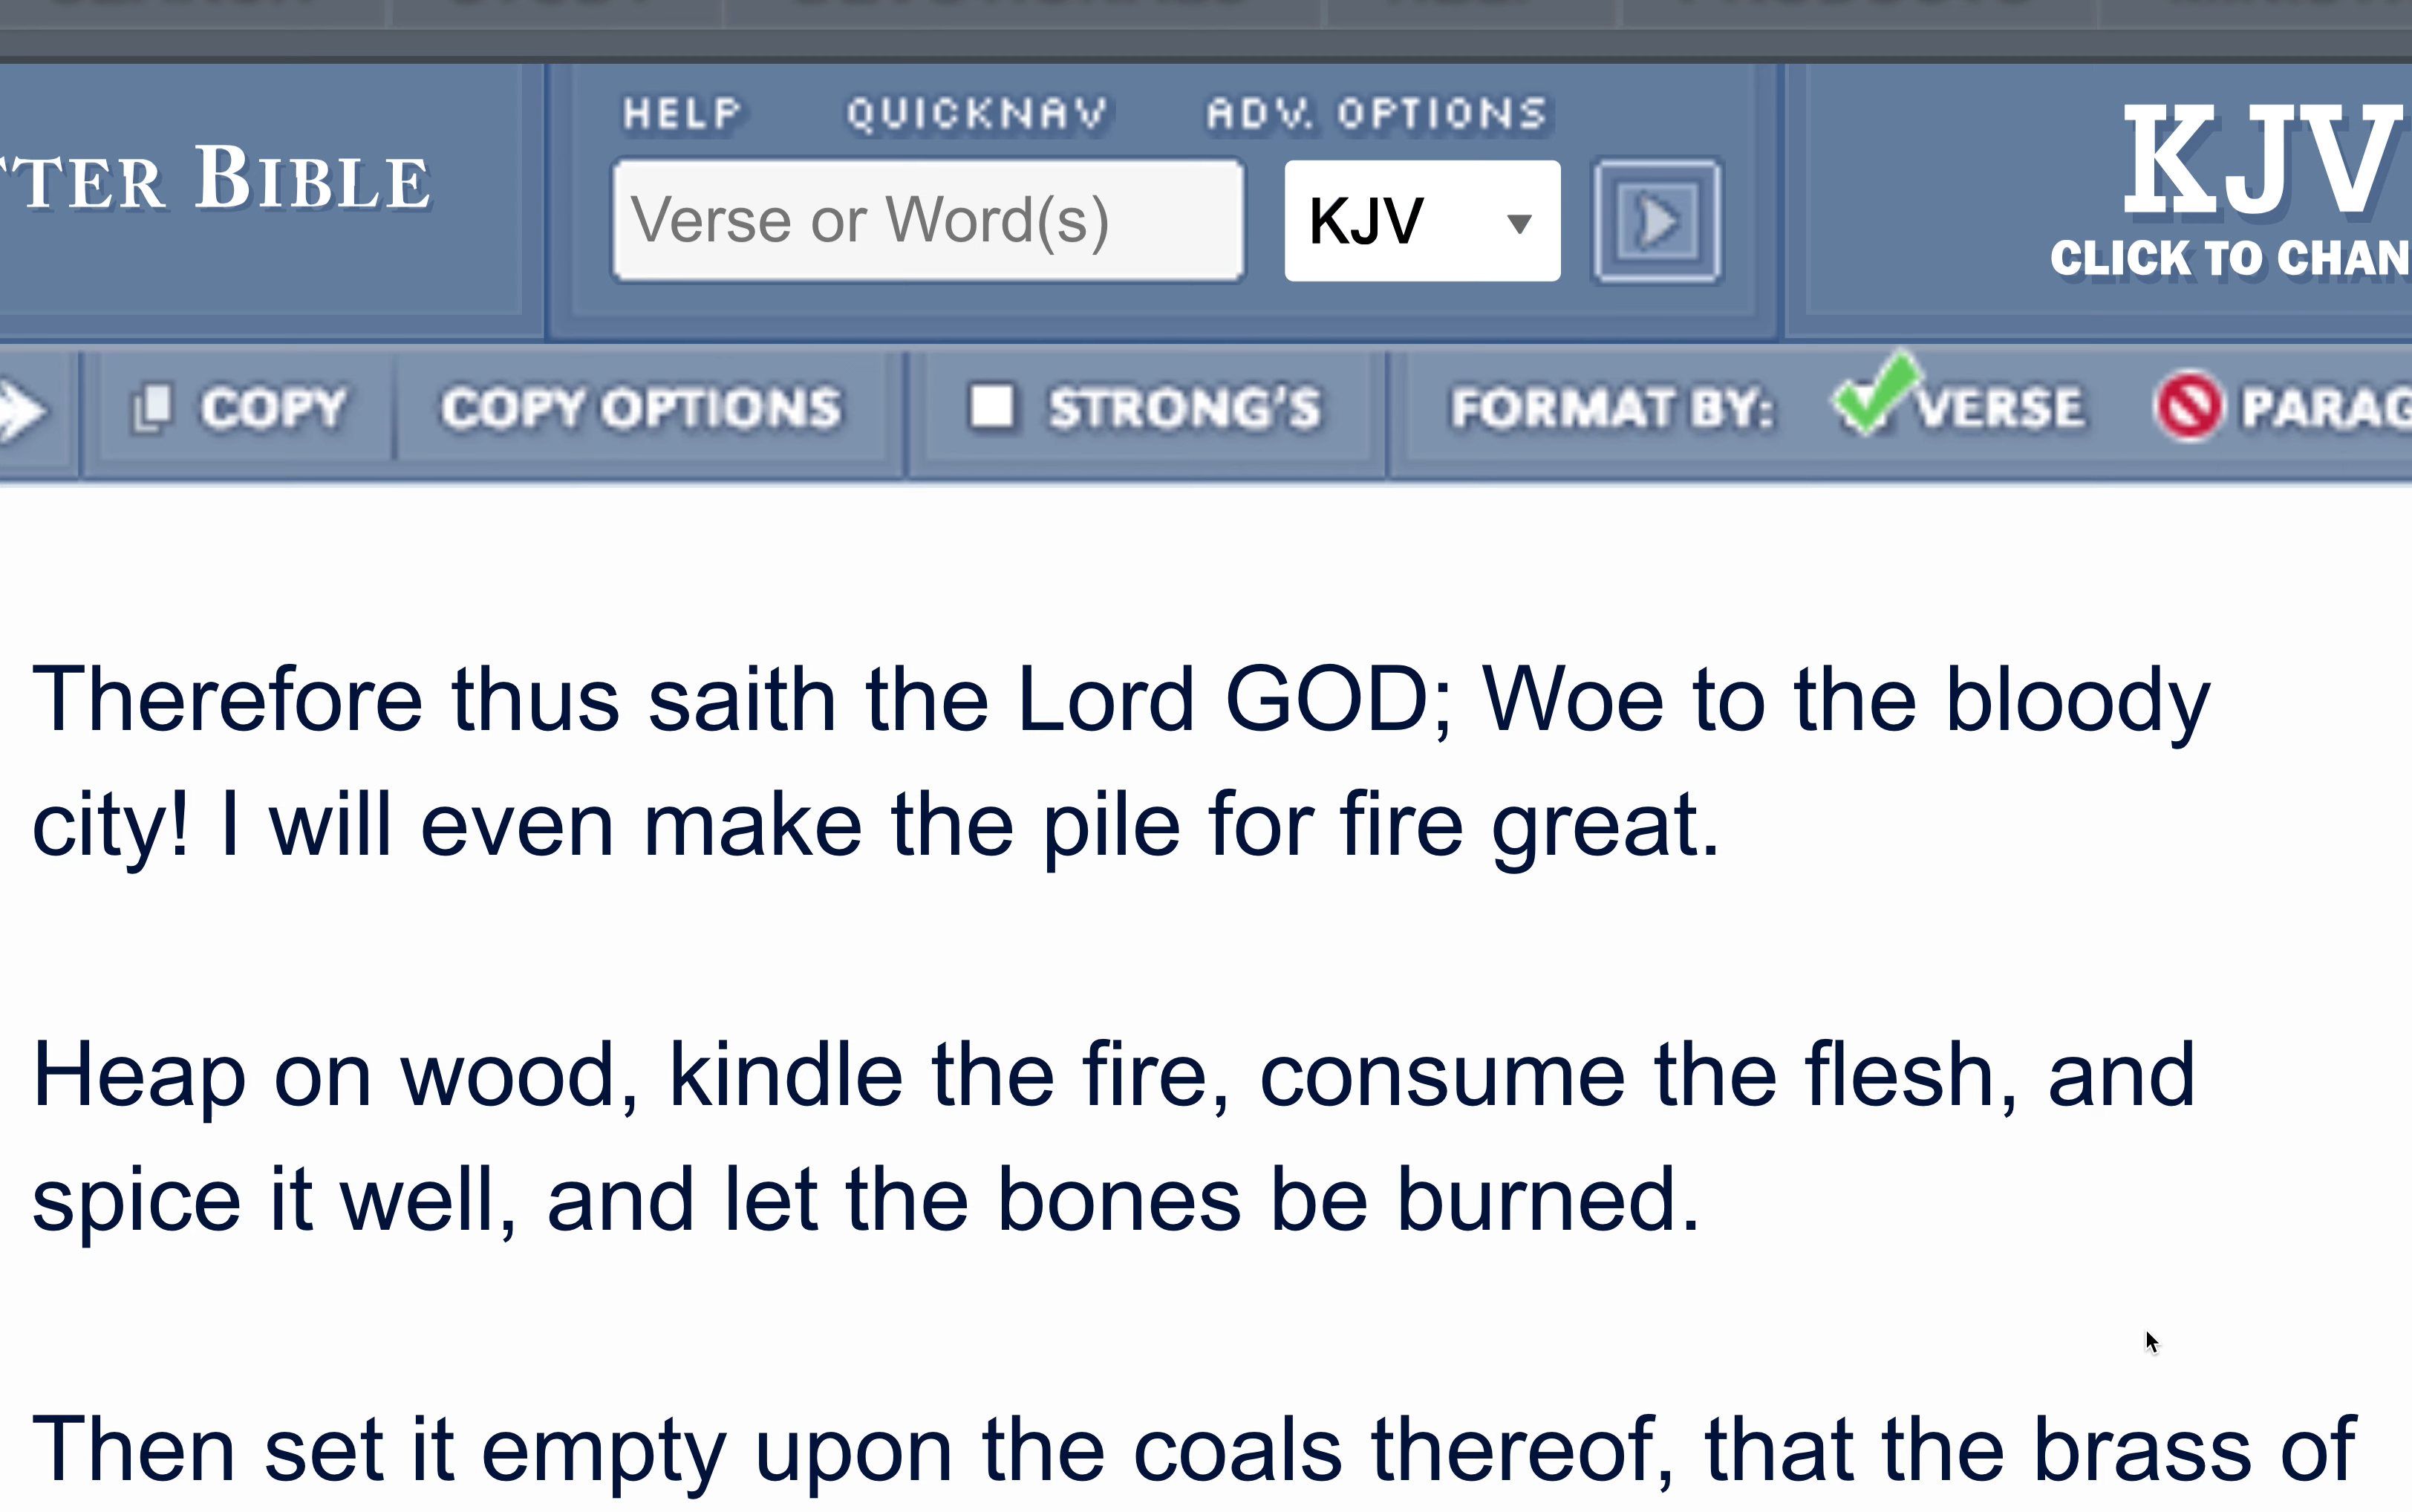 TER BIBLE
HELP QUICKNAV ADV. OPTIONS
Verse or Word(s) KJV
KJV
CLICK TO CHAN
COPY COPY OPTIONS STRONG'S FORMAT BY: VERSE PARAG
Therefore thus saith the Lord GOD; Woe to the bloody
city! I will even make the pile for fire great.
Heap on wood, kindle the fire, consume the flesh, and
spice it well, and let the bones be burned.
Then set it empty upon the coals thereof, that the brass of